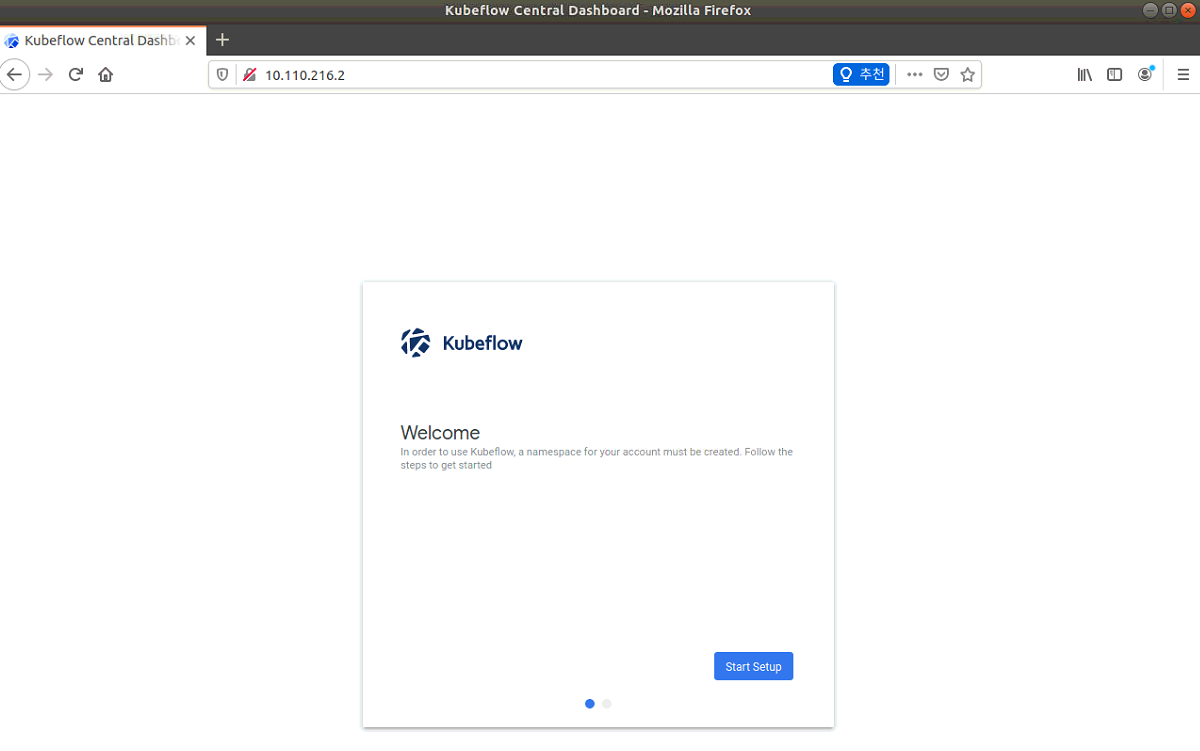 Kubeflow Central Dashboard - Mozilla Firefox
Kubeflow Central Dashb
10.110.216.2
추천
Kubeflow
Welcome
In order to use Kubeflow, a namespace for your account must be created. Follow the
steps to get started
Start Setup